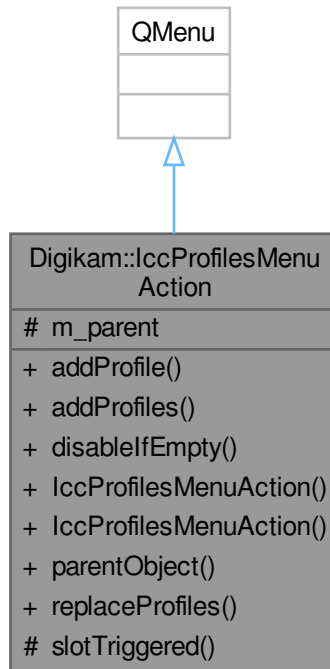 QMenu
Digikam::IccProfilesMenu
Action
# m_parent
+ addProfile()
+ addProfiles()
+ disableIfEmpty()
+ IccProfilesMenuAction()
+ IccProfilesMenuAction()
+ parentObject()
+ replaceProfiles()
# slotTriggered()